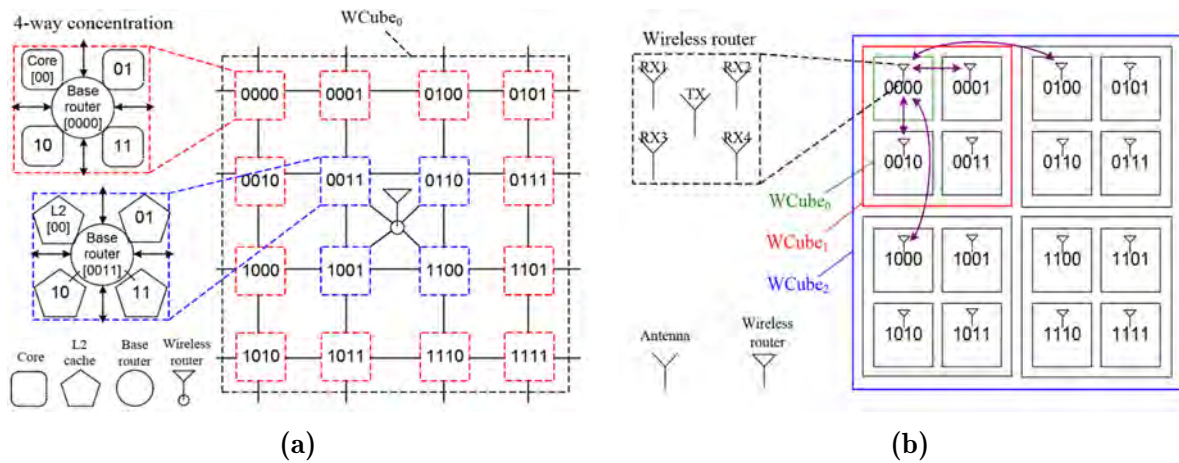 4-way concentration
WCube0
Core
[00]
01
Base
router
[0000]
10
11
L2
[00]
01
Base
router
[0011]
10
11
0000
0001
0100
0101
0010
0011
0110
0111
1000
1001
1100
1101
1010
1011
1110
1111
Core
L2
cache
Base
router
Wireless
router
(a)
Wireless router
RX1
RX2
TX
RX3
RX4
0000
0001
0100
0101
0010
0011
0110
0111
WCube0
WCube1
WCube2
1000
1001
1100
1101
1010
1011
1110
1111
Antenna
Wireless
router
(b)